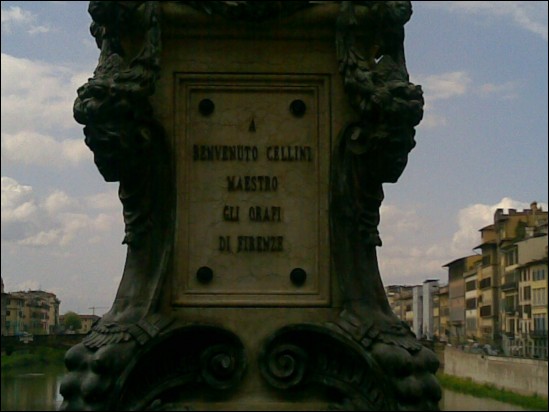 A
BENVENUTO CELLINI
MAESTRO
GLI ORAFI
DI FIRENZE